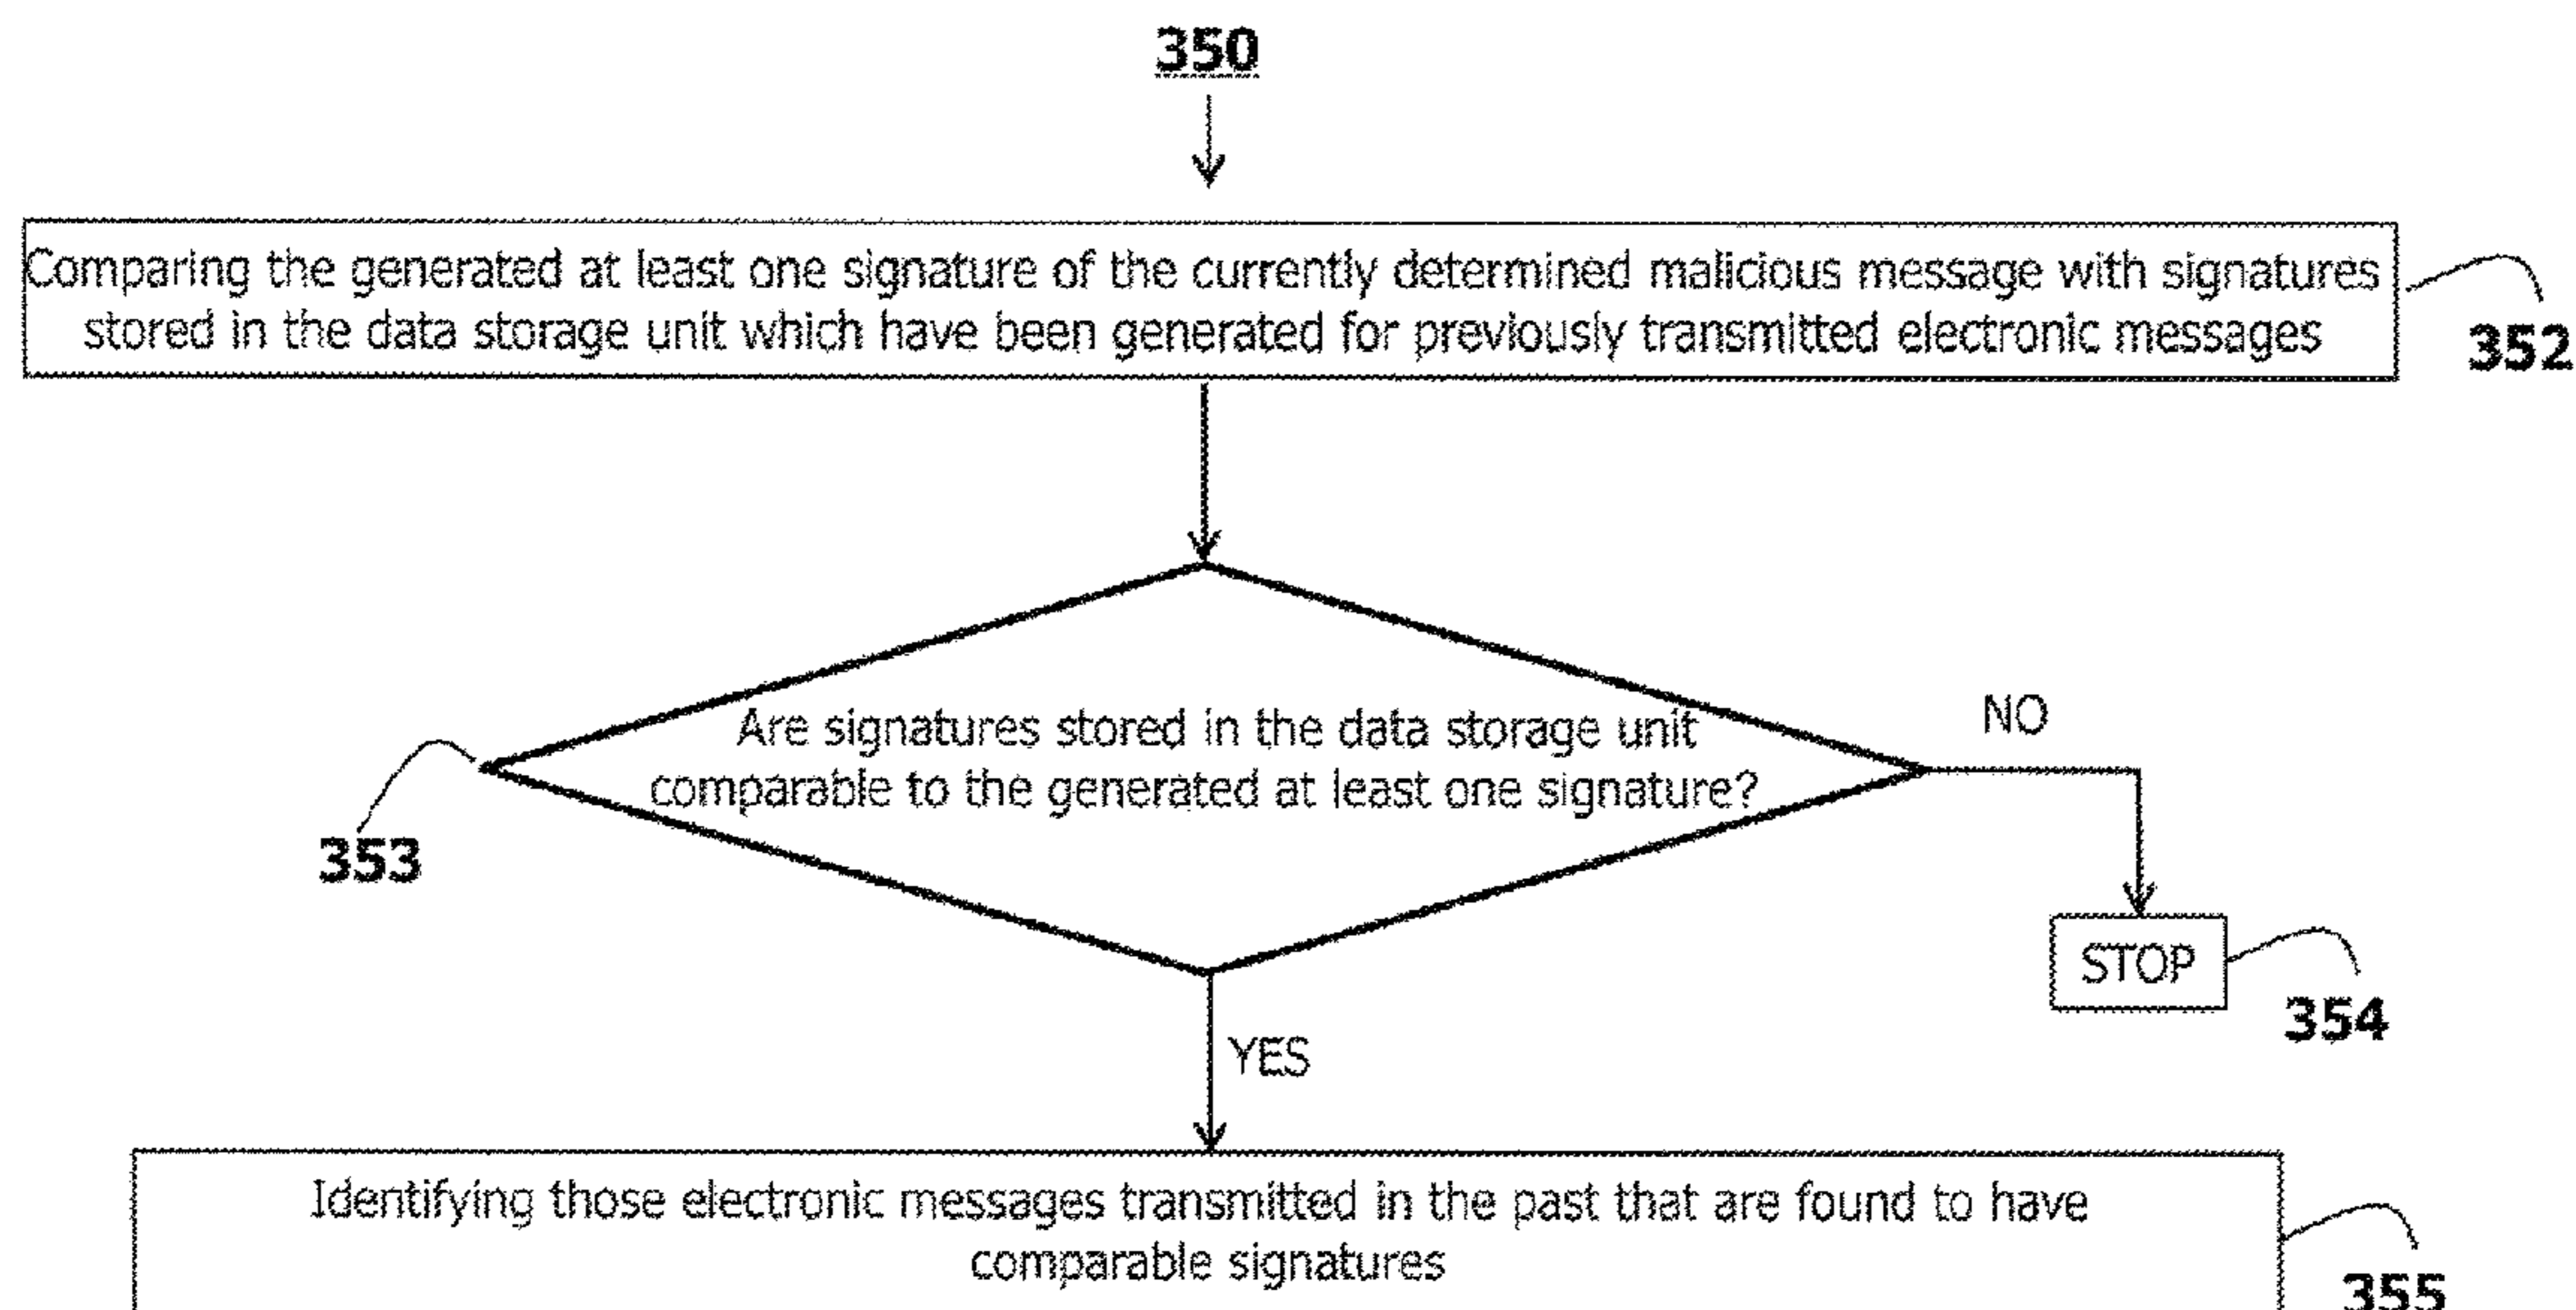 350
Comparing the generated at least one signature of the currently determined malicious message with signatures
stored in the data storage unit which have been generated for previously transmitted electronic messages
352
Are signatures stored in the data storage unit
comparable to the generated at least one signature?
NO
353
STOP
354
YES
Identifying those electronic messages transmitted in the past that are found to have
comparable signatures
355